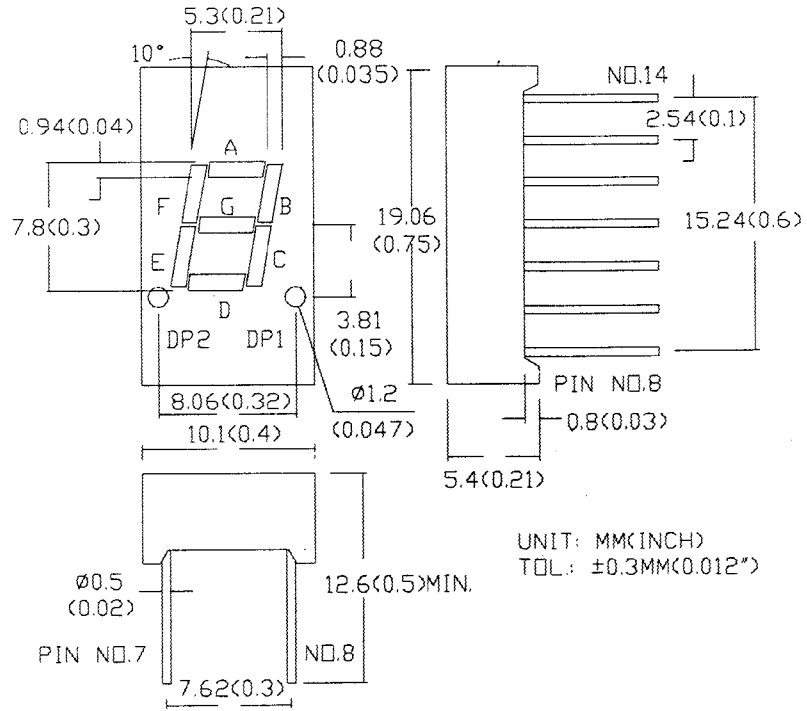 5.3(0.21)
10°
0.88
(0.035)
NO.14
0.94(0.04)
2.54(0.1)
A
F
G
B
7.8(0.3)
19.06
(0.75)
15.24(0.6)
E
C
D
3.81
(0.15)
DP2
DP1
PIN NO.8
8.06(0.32)
Ø1.2
(0.047)
0.8(0.03)
10.1(0.4)
5.4(0.21)
UNIT: MM(INCH)
TOL.: ±0.3MM(0.012")
Ø0.5
(0.02)
12.6(0.5)MIN.
PIN NO.7
NO.8
7.62(0.3)